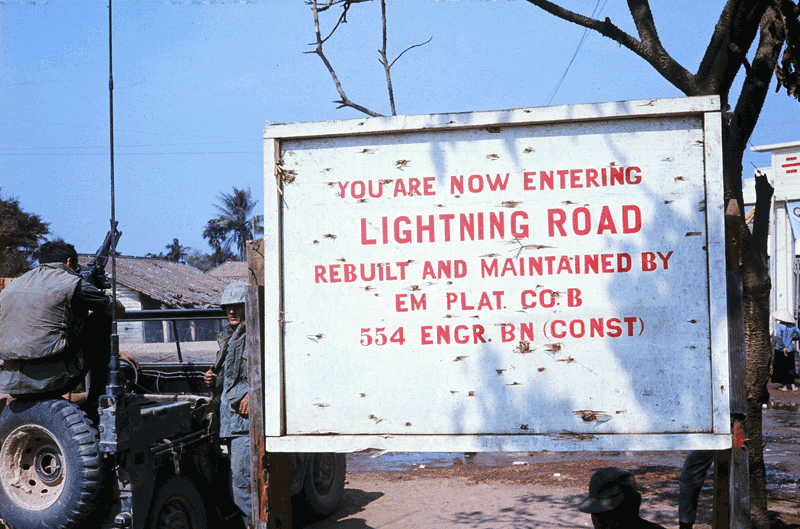 YOU ARE NOW ENTERING
LIGHTNING ROAD
REBUILT AND MAINTAINED BY
EM PLAT. CO. B
554 ENGR. BN (CONST)